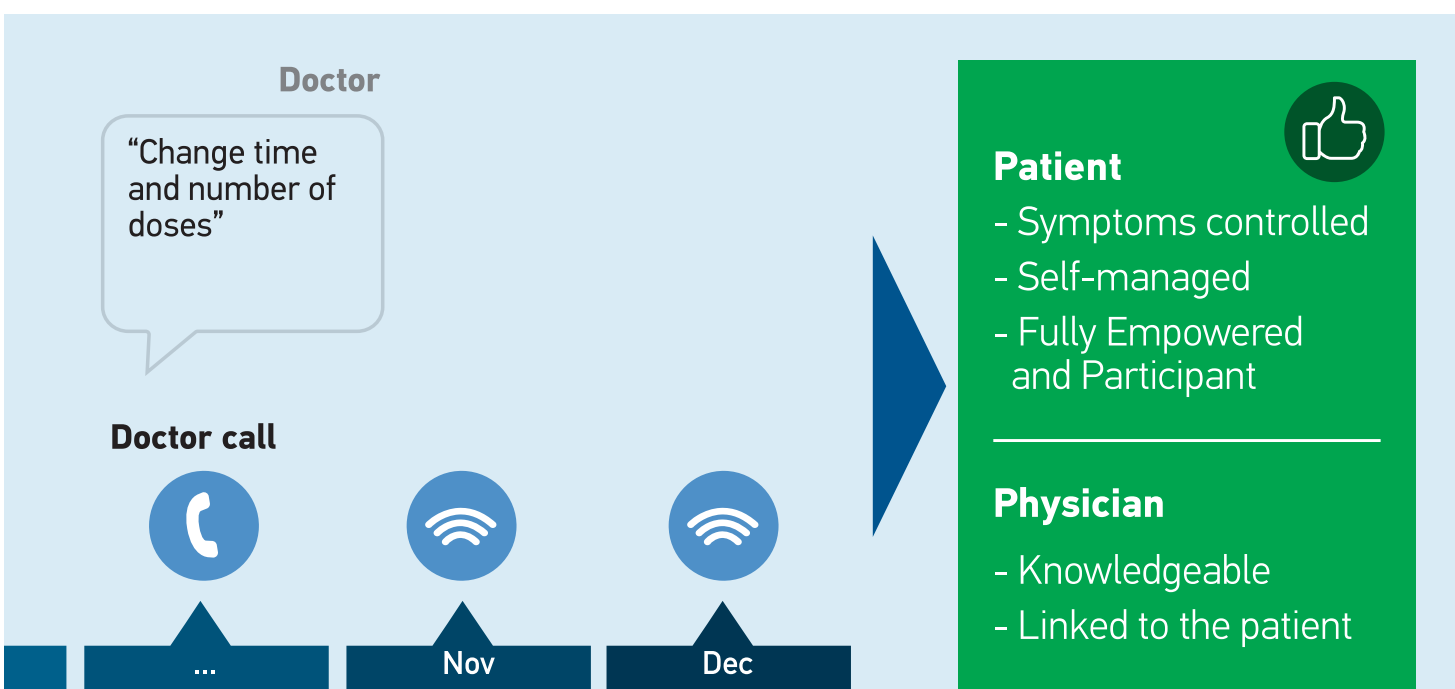 Doctor
“Change time
and number of
doses”
Doctor call
...
Nov
Dec
Patient
- Symptoms controlled
- Self-managed
- Fully Empowered
and Participant
Physician
- Knowledgeable
- Linked to the patient